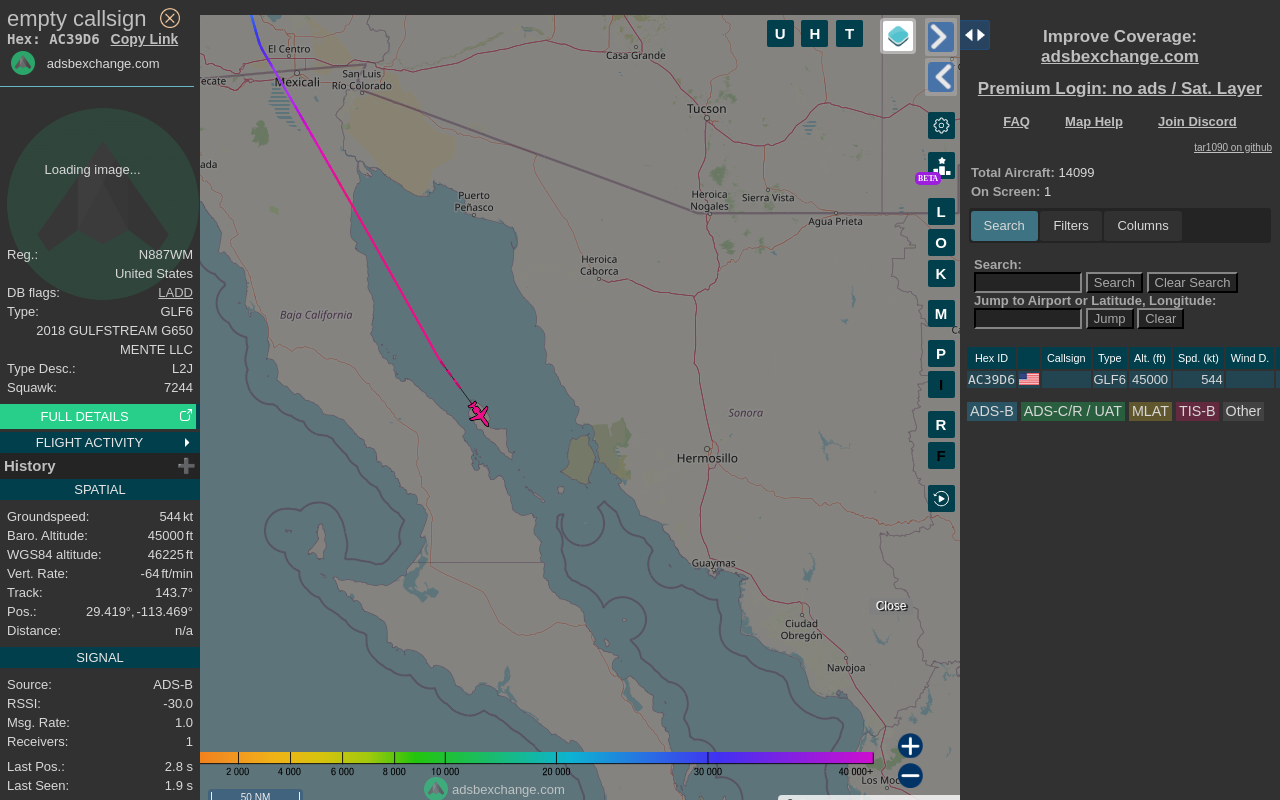 empty callsign
Hex: AC39D6 Copy Link
adsbexchange.com
Loading image...
Reg.: N887WM
United States
DB flags: LADD
Type: GLF6
2018 GULFSTREAM G650
MENTE LLC
Type Desc.: L2J
Squawk: 7244
FULL DETAILS
FLIGHT ACTIVITY
History
SPATIAL
Groundspeed: 544 kt
Baro. Altitude: 45000 ft
WGS84 altitude: 46225 ft
Vert. Rate: -64 ft/min
Track: 143.7°
Pos.: 29.419°, -113.469°
Distance: n/a
SIGNAL
Source: ADS-B
RSSI: -30.0
Msg. Rate: 1.0
Receivers: 1
Last Pos.: 2.8 s
Last Seen: 1.9 s
El Centro
Mexicali
San Luis
Río Colorado
Casa Grande
Tucson
Puerto
Peñasco
Heroica
Nogales
Sierra Vista
Agua Prieta
Heroica
Caborca
Baja California
Sonora
Hermosillo
Guaymas
Close
Ciudad
Obregón
Navojoa
2 000 4 000 6 000 8 000 10 000 20 000 30 000 40 000+
adsbexchange.com
50 NM
U H T
BETA
L
O
K
M
P
I
R
F
Improve Coverage:
adsbexchange.com
Premium Login: no ads / Sat. Layer
FAQ Map Help Join Discord
tar1090 on github
Total Aircraft: 14099
On Screen: 1
Search Filters Columns
Search:
Search Clear Search
Jump to Airport or Latitude, Longitude:
Jump Clear
Hex ID Callsign Type Alt. (ft) Spd. (kt) Wind D.
AC39D6 GLF6 45000 544
ADS-B ADS-C/R / UAT MLAT TIS-B Other